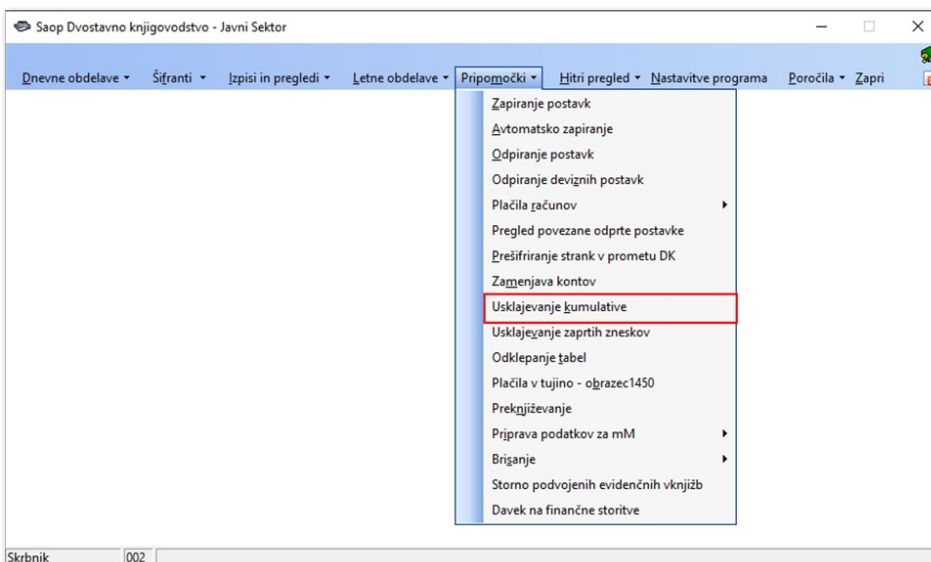 Saop Dvostavno knjigovodstvo - Javni Sektor
Dnevne obdelave Šifranti Izpisi in pregledi Letne obdelave Pripomočki Hitri pregled Nastavitve programa Poročila Zapri
Zapiranje postavk
Avtomatsko zapiranje
Odpiranje postavk
Odpiranje deviznih postavk
Plačila računov
Pregled povezane odprte postavke
Prešifriranje strank v prometu DK
Zamenjava kontov
Usklajevanje kumulative
Usklajevanje zaprtih zneskov
Odklepanje tabel
Plačila v tujino - obrazec1450
Preknjiževanje
Priprava podatkov za mM
Brisanje
Storno podvojenih evidenčnih vknjižb
Davek na finančne storitve
Skrbnik 002